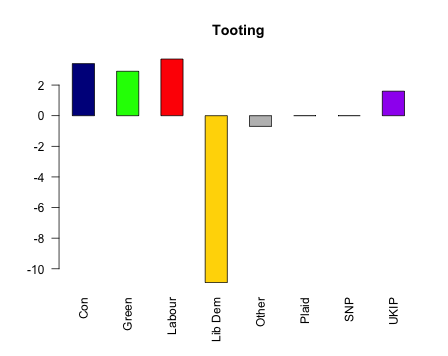 Tooting
2
0
-2
-4
-6
-8
-10
Con
Green
Labour
Lib Dem
Other
Plaid
SNP
UKIP